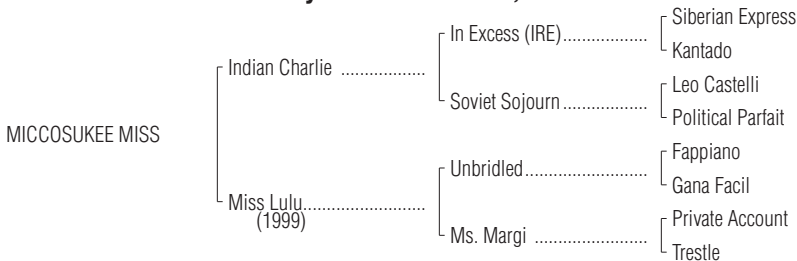 Siberian Express
In Excess (IRE)....................
Kantado
Indian Charlie ..................
Leo Castelli
Soviet Sojourn....................
Political Parfait
MICCOSUKEE MISS
Fappiano
Unbridled.............................
Gana Facil
Miss Lulu..........................
(1999)
Private Account
Ms. Margi ...........................
Trestle